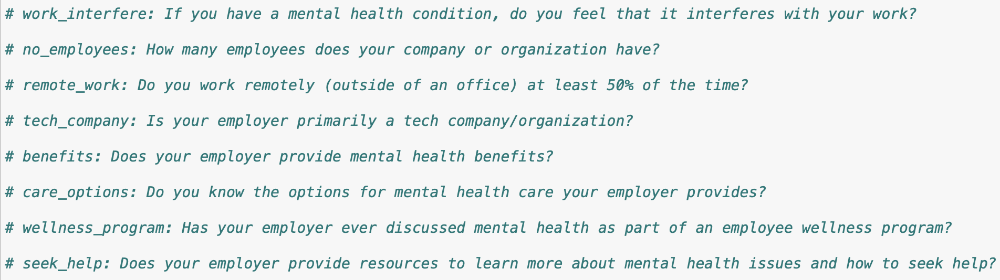 # work_interfere: If you have a mental health condition, do you feel that it interferes with your work?
# no_employees: How many employees does your company or organization have?
# remote_work: Do you work remotely (outside of an office) at least 50% of the time?
# tech_company: Is your employer primarily a tech company/organization?
# benefits: Does your employer provide mental health benefits?
# care_options: Do you know the options for mental health care your employer provides?
# wellness_program: Has your employer ever discussed mental health as part of an employee wellness program?
# seek_help: Does your employer provide resources to learn more about mental health issues and how to seek help?